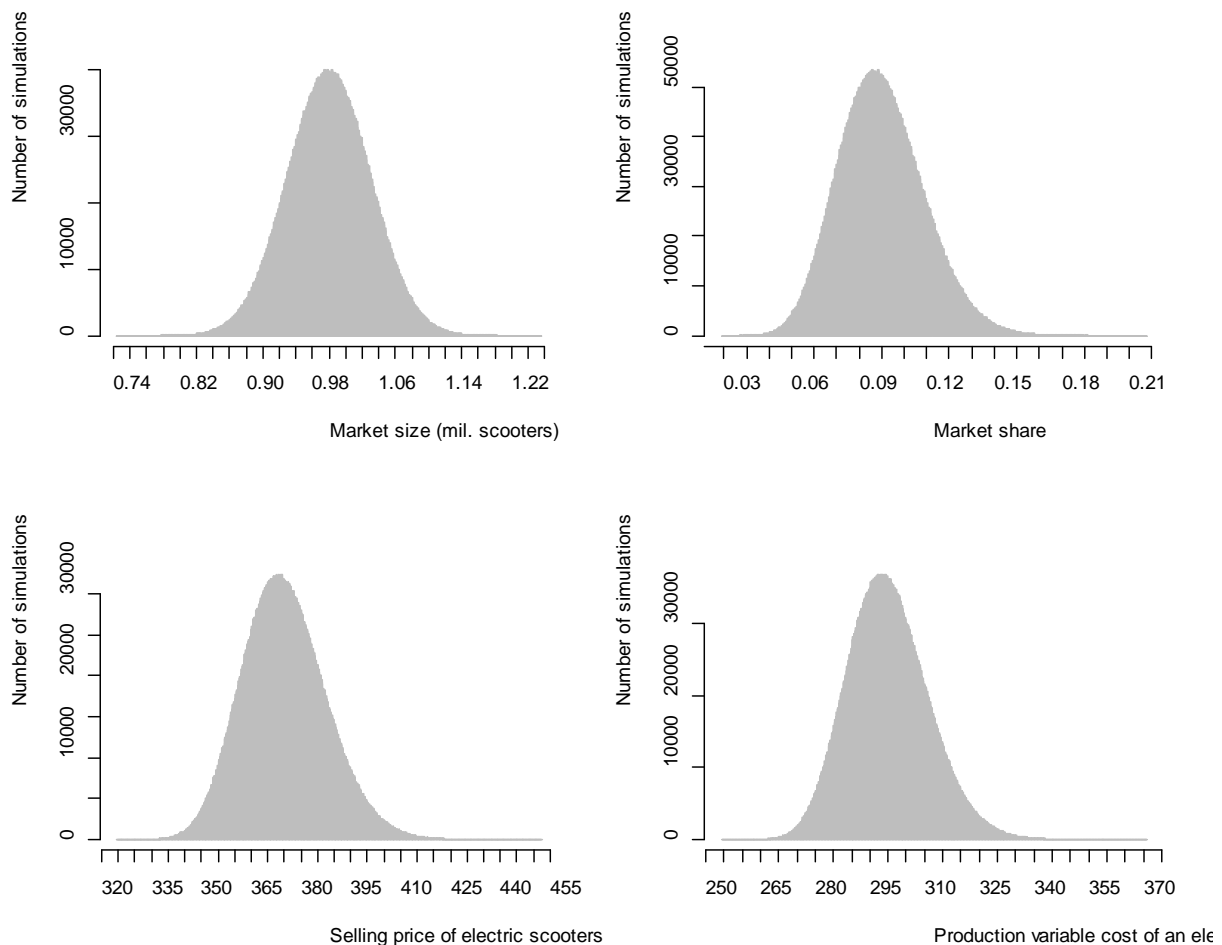 Number of simulations
30000
10000
0
0.74 0.82 0.90 0.98 1.06 1.14 1.22
Market size (mil. scooters)
Number of simulations
50000
30000
10000
0
0.03 0.06 0.09 0.12 0.15 0.18 0.21
Market share
Number of simulations
30000
20000
10000
0
320 335 350 365 380 395 410 425 440 455
Selling price of electric scooters
Number of simulations
30000
20000
10000
0
250 265 280 295 310 325 340 355 370
Production variable cost of an ele